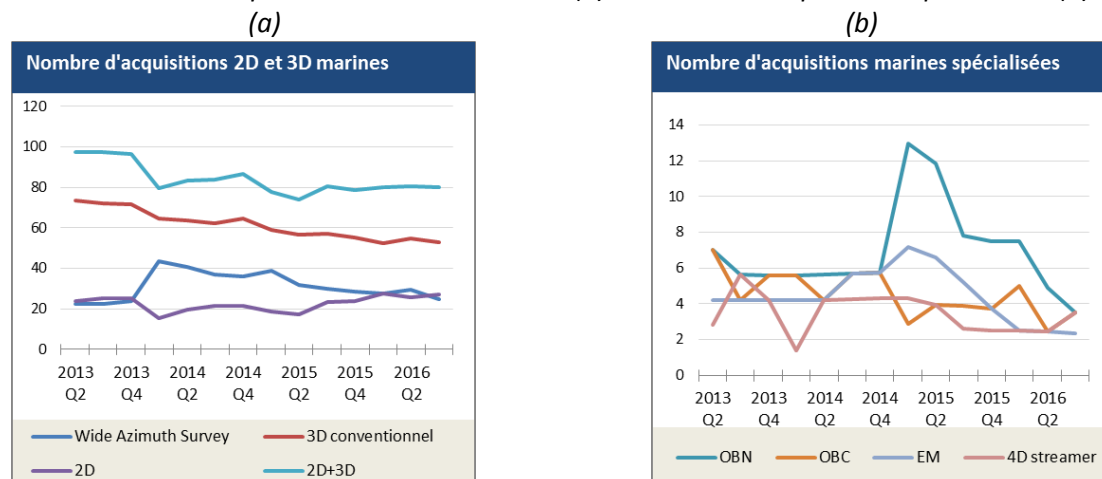 (a)
(b)
Nombre d'acquisitions 2D et 3D marines
120
100
80
60
40
20
0
2013 2014 2014 2015 2015 2016
Q2 Q4 Q2 Q4 Q2 Q4 Q2
Wide Azimuth Survey 3D conventionnel
2D 2D+3D
Nombre d'acquisitions marines spécialisées
14
12
10
8
6
4
2
0
2013 2013 2014 2014 2015 2015 2016
Q2 Q4 Q2 Q4 Q2 Q4 Q2
OBN OBC EM 4D streamer